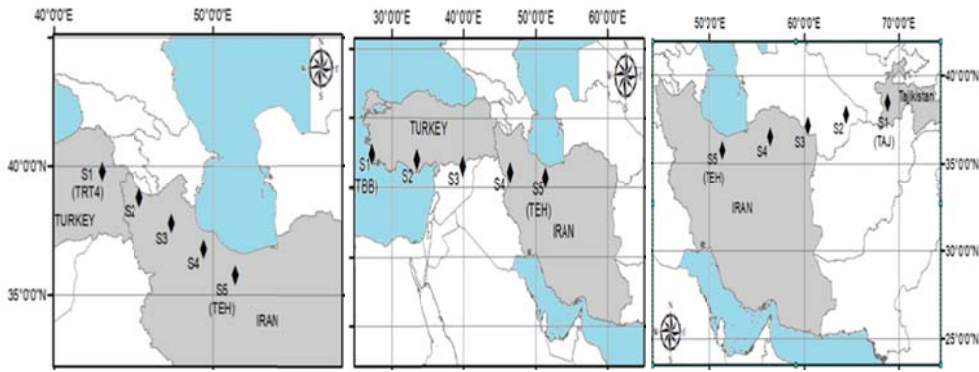 40°0'0"E 50°0'0"E
40°0'0"N
35°0'0"N
S1
(TRT4)
TURKEY
S2
S3
S4
S5
(TEH)
IRAN
S
30°0'0"E 40°0'0"E 50°0'0"E 60°0'0"E
TURKEY
S1
(TBB)
S2
S3
S4
S5
(TEH)
IRAN
S
50°0'0"E 60°0'0"E 70°0'0"E
40°0'0"N
35°0'0"N
30°0'0"N
25°0'0"N
Tajikistan
S1
(TAJ)
S2
S3
S4
S5
(TEH)
IRAN
S